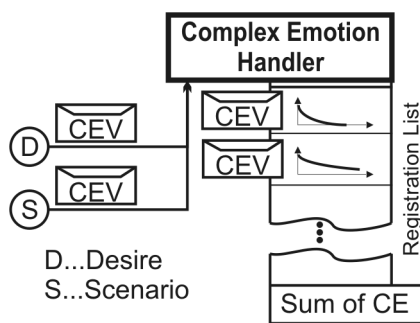 Complex Emotion
Handler
CEV
CEV
D
CEV
CEV
S
Registration List
D...Desire
S...Scenario
Sum of CE